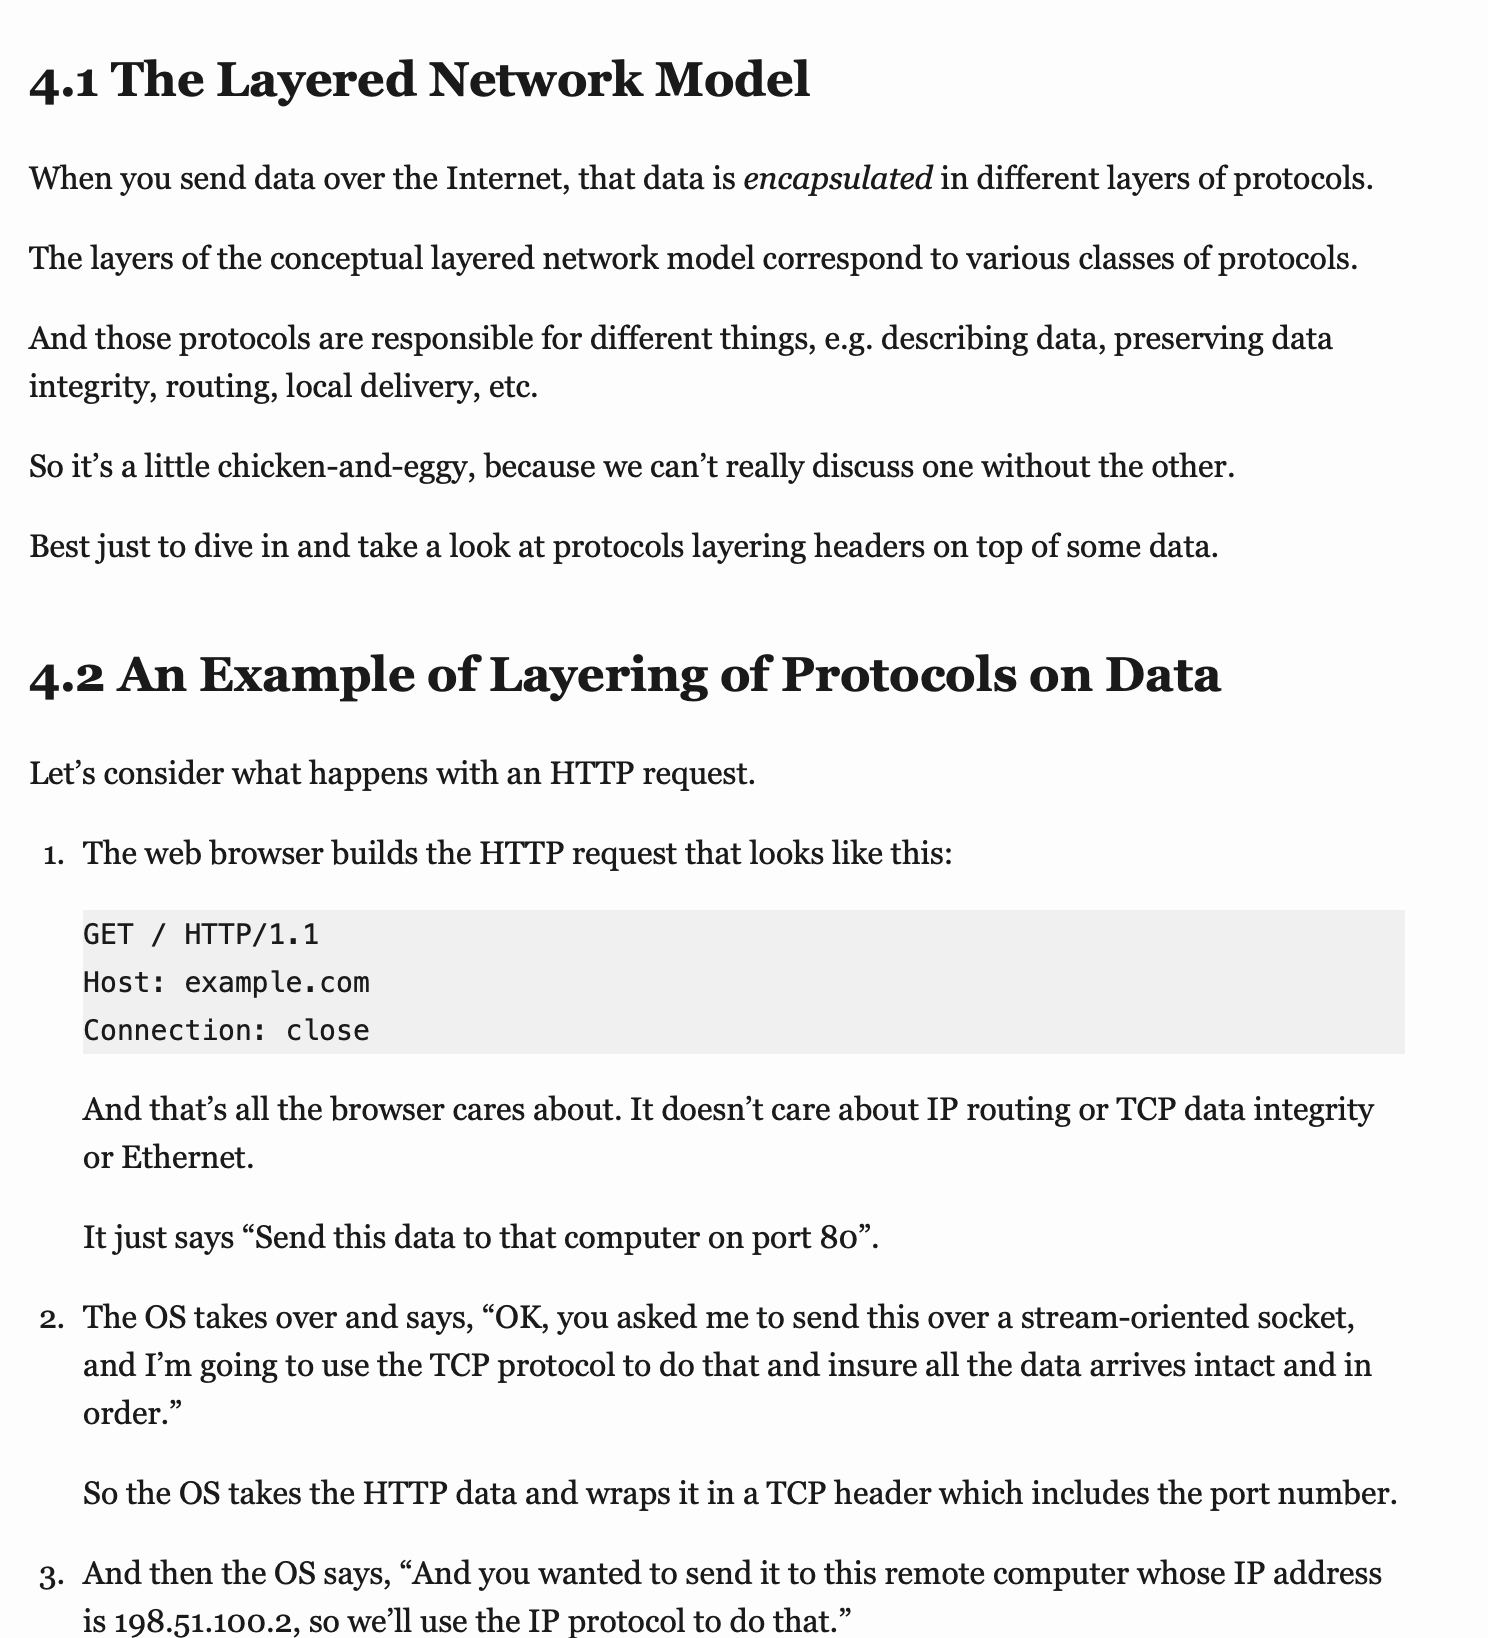 4.1 The Layered Network Model
When you send data over the Internet, that data is encapsulated in different layers of protocols.
The layers of the conceptual layered network model correspond to various classes of protocols.
And those protocols are responsible for different things, e.g. describing data, preserving data
integrity, routing, local delivery, etc.
So it’s a little chicken-and-eggy, because we can’t really discuss one without the other.
Best just to dive in and take a look at protocols layering headers on top of some data.
4.2 An Example of Layering of Protocols on Data
Let’s consider what happens with an HTTP request.
1. The web browser builds the HTTP request that looks like this:
GET / HTTP/1.1
Host: example.com
Connection: close
And that’s all the browser cares about. It doesn’t care about IP routing or TCP data integrity
or Ethernet.
It just says “Send this data to that computer on port 80”.
2. The OS takes over and says, “OK, you asked me to send this over a stream-oriented socket,
and I’m going to use the TCP protocol to do that and insure all the data arrives intact and in
order.”
So the OS takes the HTTP data and wraps it in a TCP header which includes the port number.
3. And then the OS says, “And you wanted to send it to this remote computer whose IP address
is 198.51.100.2, so we’ll use the IP protocol to do that.”